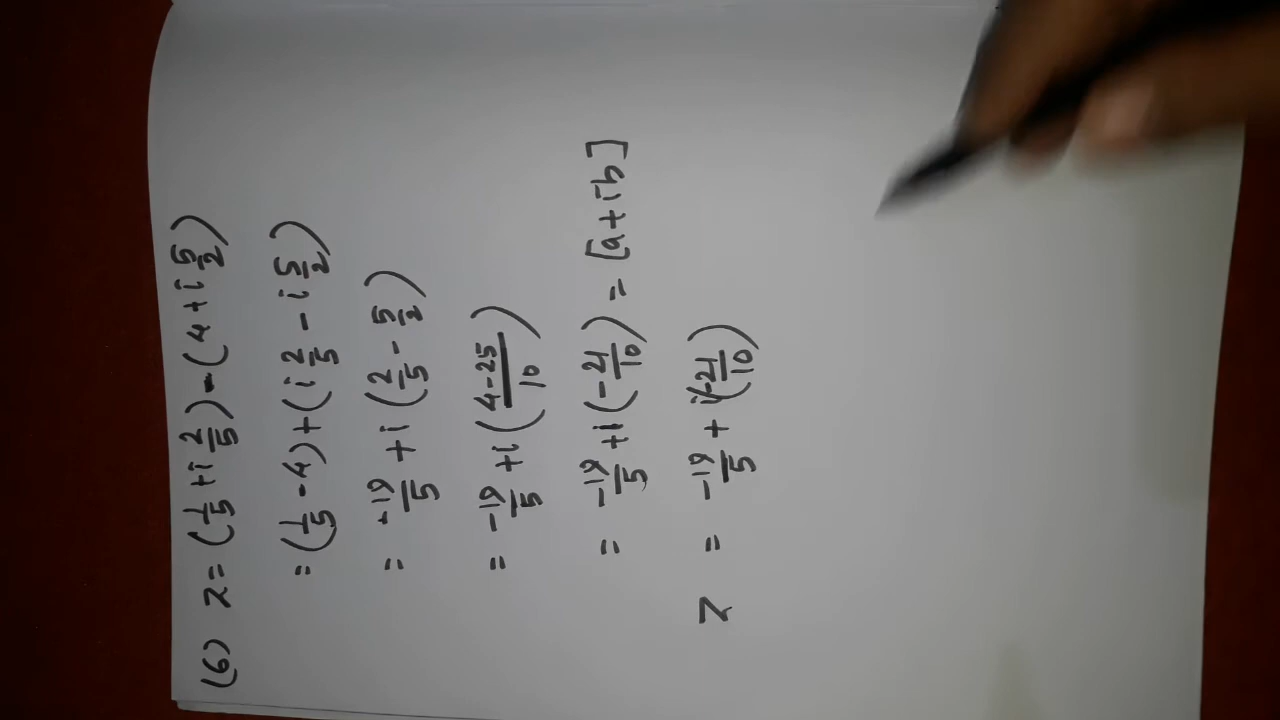 (6) z = (1/5 + i 2/5) - (4 + i 5/2)
= (1/5 - 4) + (i 2/5 - i 5/2)
= -19/5 + i (2/5 - 5/2)
= -19/5 + i (4-25/10)
= -19/5 + i (-21/10) = [a + ib]
z = -19/5 + i(-21/10)